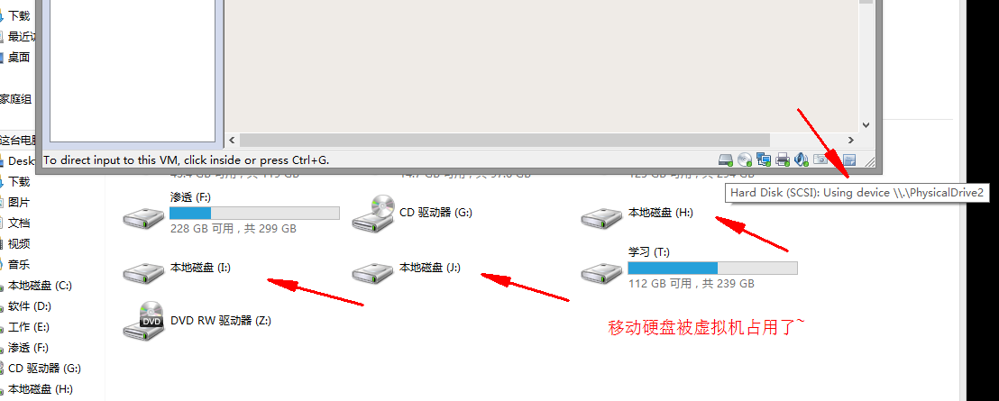 下载
最近访
桌面
家庭组
这台电脑
Desk
下载
图片
文档
视频
音乐
本地磁盘 (C:)
软件 (D:)
工作 (E:)
渗透 (F:)
CD 驱动器 (G:)
本地磁盘 (H:)
To direct input to this VM, click inside or press Ctrl+G.
Hard Disk (SCSI): Using device \\.\PhysicalDrive2
渗透 (F:)
228 GB 可用，共 299 GB
CD 驱动器 (G:)
本地磁盘 (H:)
本地磁盘 (I:)
本地磁盘 (J:)
学习 (T:)
112 GB 可用，共 239 GB
DVD RW 驱动器 (Z:)
移动硬盘被虚拟机占用了~